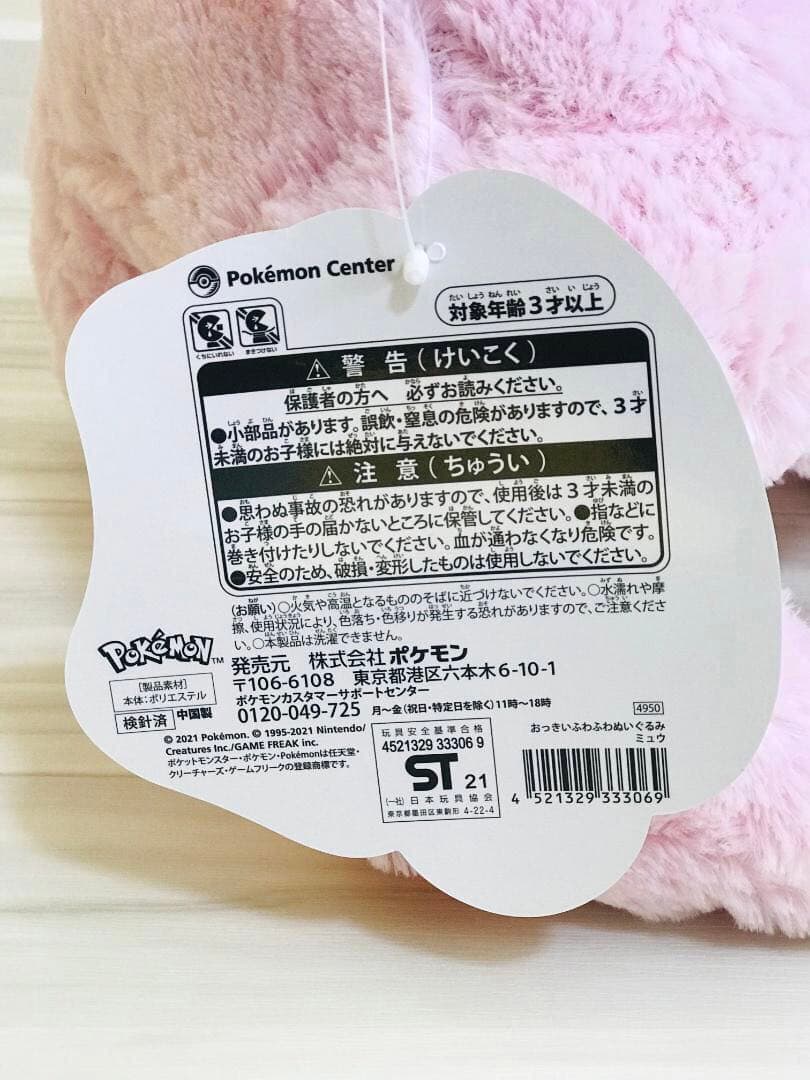 Pokémon Center
対象年齢3才以上
たい しょう ねん れい さい い じょう
くちにいれない
まきつけない
⚠ 警 告 (けいこく)
保護者の方へ 必ずお読みください。
●小部品があります。誤飲・窒息の危険がありますので、3才
未満のお子様には絶対に与えないでください。
⚠ 注 意 (ちゅうい)
●思わぬ事故の恐れがありますので、使用後は3才未満の
お子様の手の届かないところに保管してください。●指などに
巻き付けたりしないでください。血が通わなくなり危険です。
●安全のため、破損・変形したものは使用しないでください。
(お願い)○火気や高温となるもののそばに近づけないでください。○水濡れや摩
擦、使用状況により、色落ち・色移りが発生する恐れがありますので、ご注意くださ
い。○本製品は洗濯できません。
POKéMON™
発売元 株式会社 ポケモン
〒106-6108 東京都港区六本木6-10-1
ポケモンカスタマーサポートセンター
0120-049-725 月〜金(祝日・特定日を除く)11時〜18時
[製品素材]
本体:ポリエステル
検針済 中国製
© 2021 Pokémon. © 1995-2021 Nintendo/
Creatures Inc./GAME FREAK inc.
ポケットモンスター・ポケモン・Pokémonは任天堂・
クリーチャーズ・ゲームフリークの登録商標です。
玩具安全基準合格
4521329 33306 9
ST 21
(一社)日本玩具協会
東京都墨田区東駒形 4-22-4
4950
おっきいふわふわぬいぐるみ
ミュウ
4 521329 333069